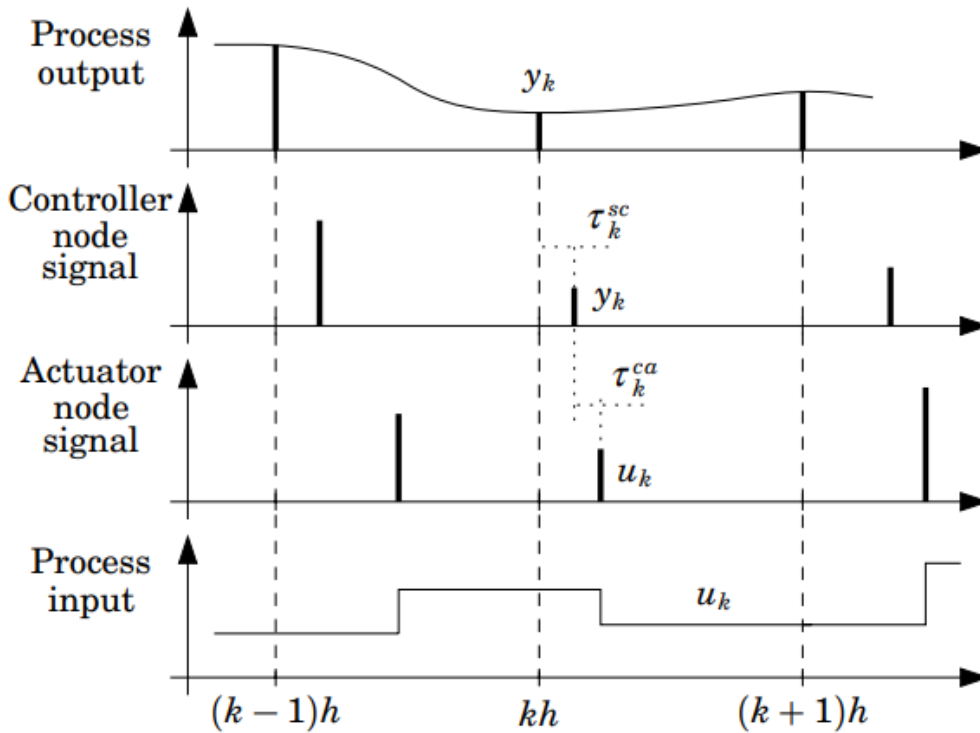 Process
output
y_k
Controller
node
signal
τ_k^{sc}
y_k
Actuator
node
signal
τ_k^{ca}
u_k
Process
input
u_k
(k − 1)h
kh
(k + 1)h